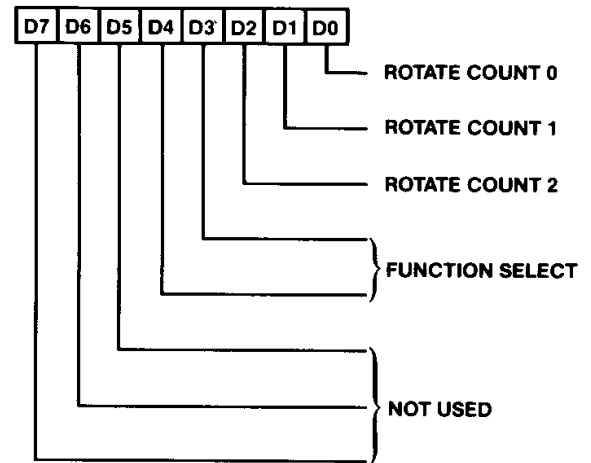 D7 D6 D5 D4 D3 D2 D1 D0
ROTATE COUNT 0
ROTATE COUNT 1
ROTATE COUNT 2
FUNCTION SELECT
NOT USED